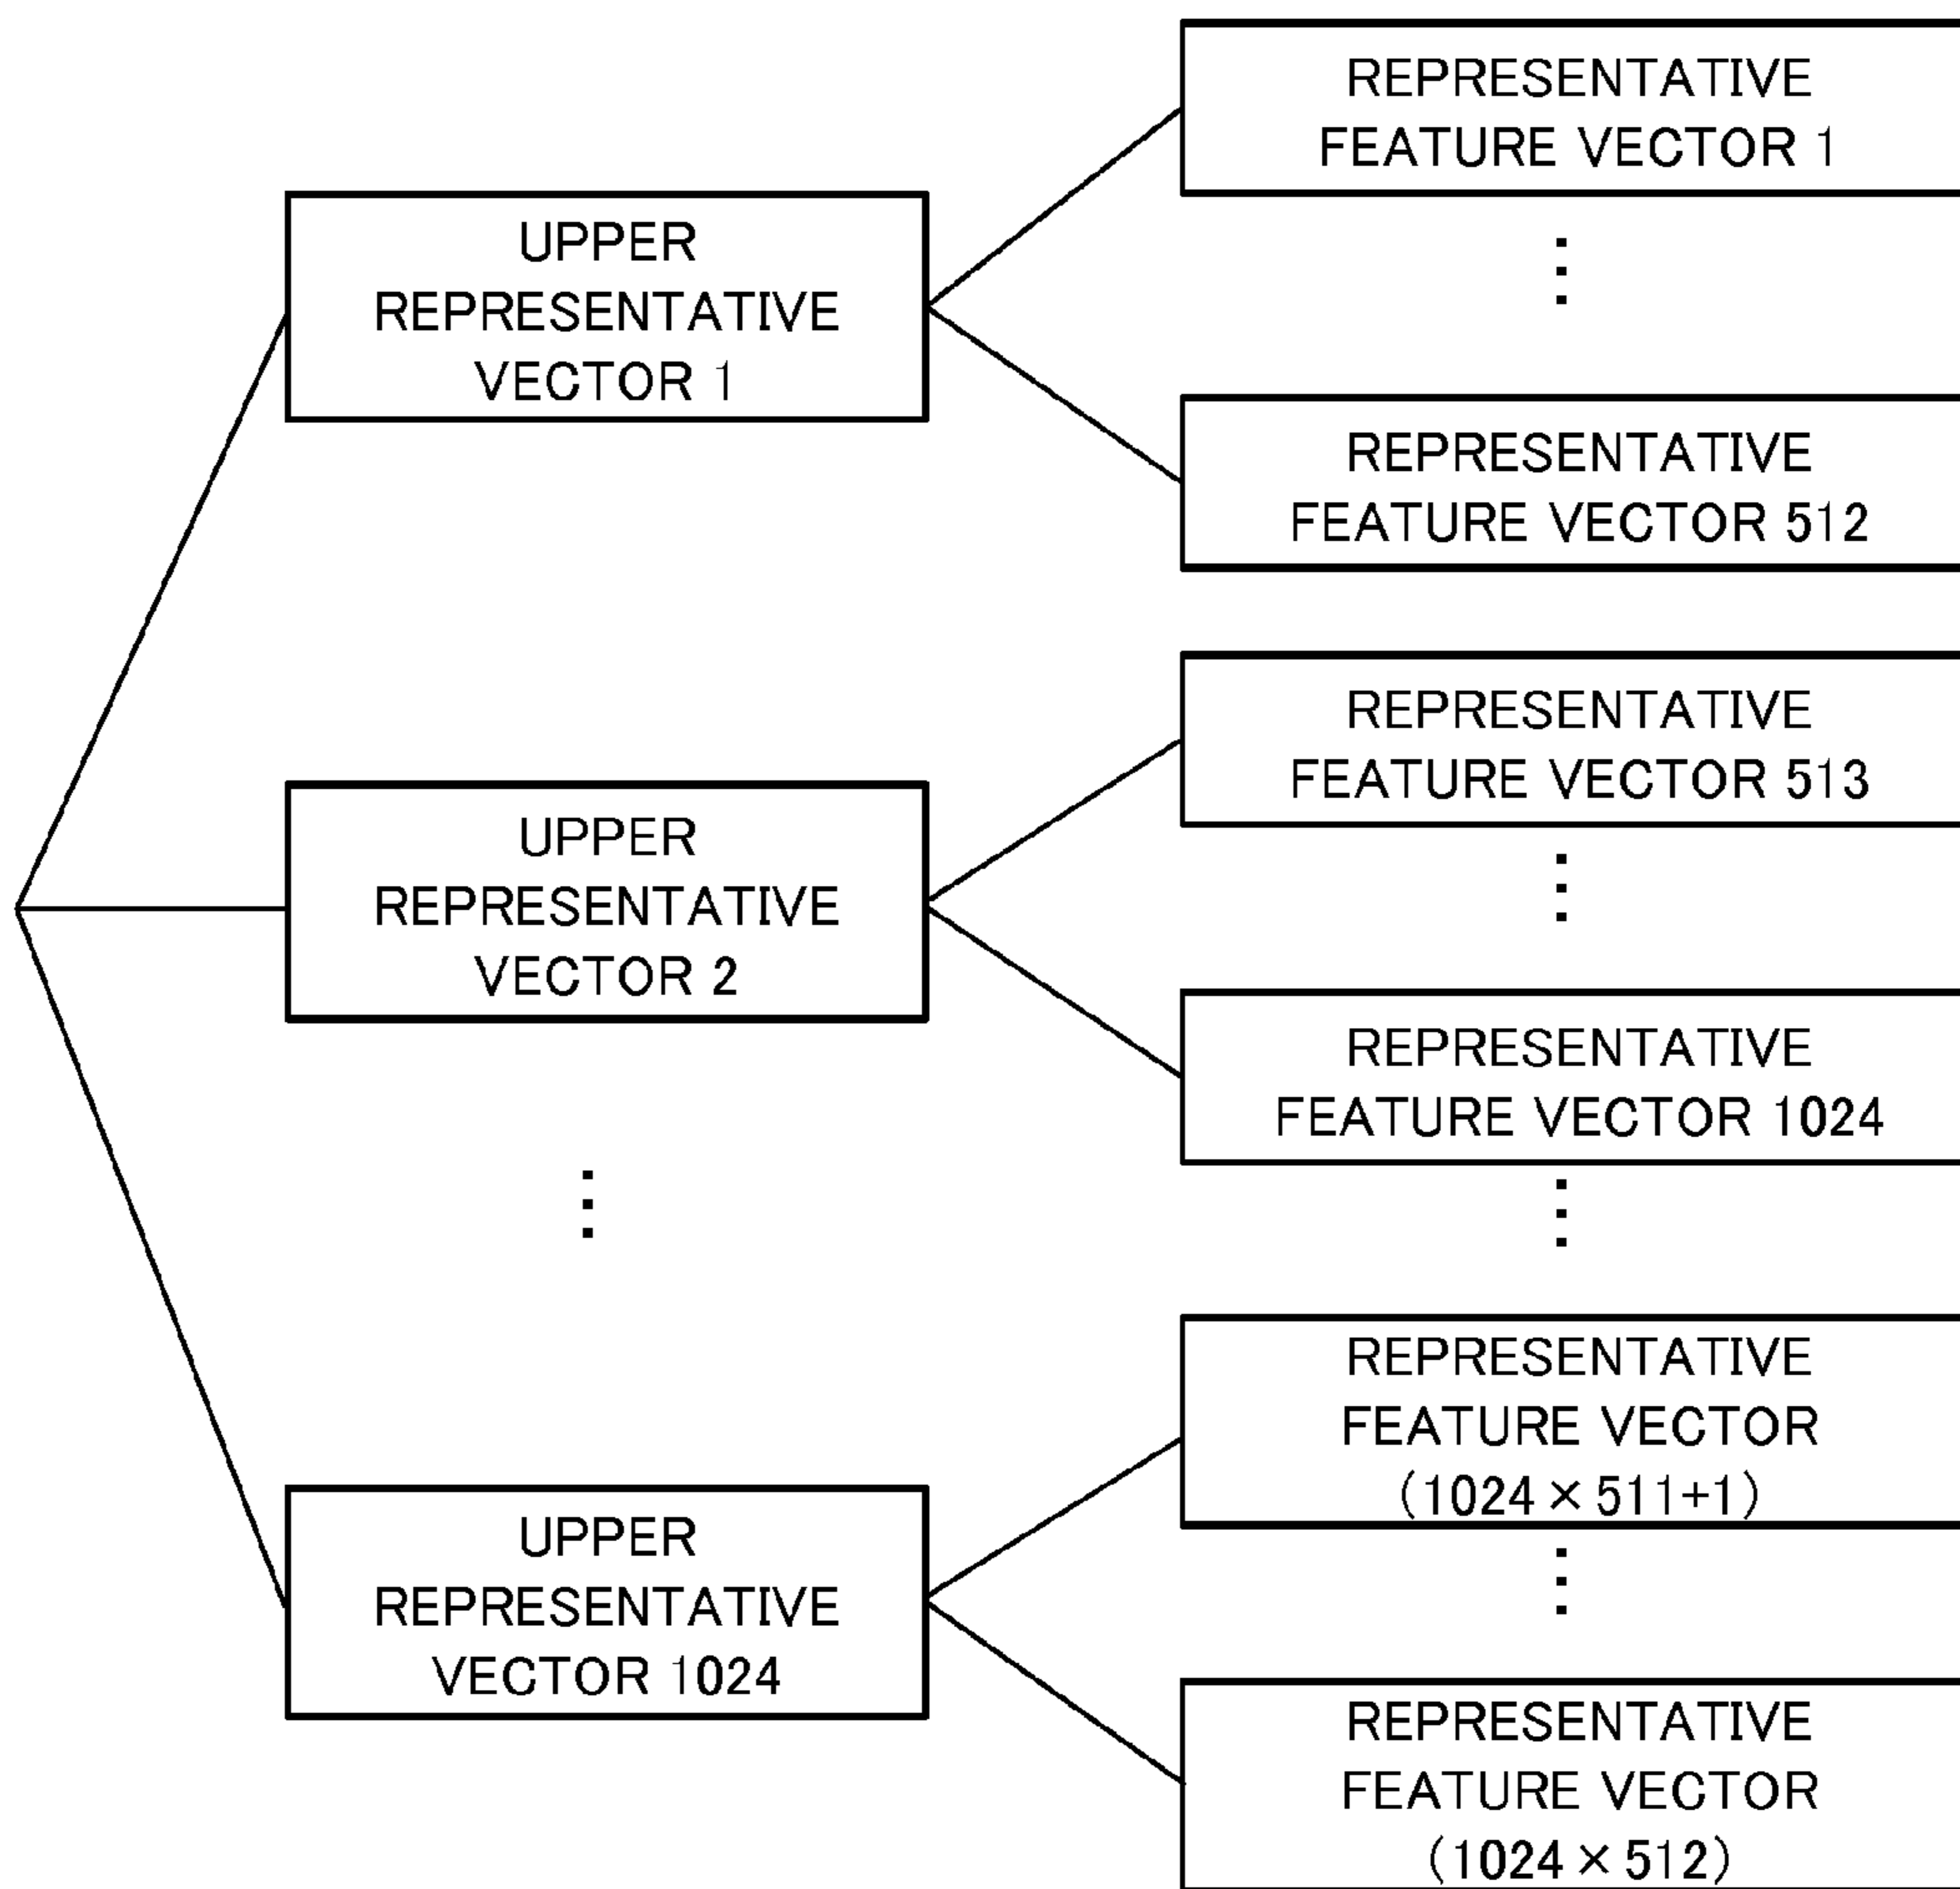 UPPER
REPRESENTATIVE
VECTOR 1
REPRESENTATIVE
FEATURE VECTOR 1
REPRESENTATIVE
FEATURE VECTOR 512
UPPER
REPRESENTATIVE
VECTOR 2
REPRESENTATIVE
FEATURE VECTOR 513
REPRESENTATIVE
FEATURE VECTOR 1024
UPPER
REPRESENTATIVE
VECTOR 1024
REPRESENTATIVE
FEATURE VECTOR
(1024×511+1)
REPRESENTATIVE
FEATURE VECTOR
(1024×512)